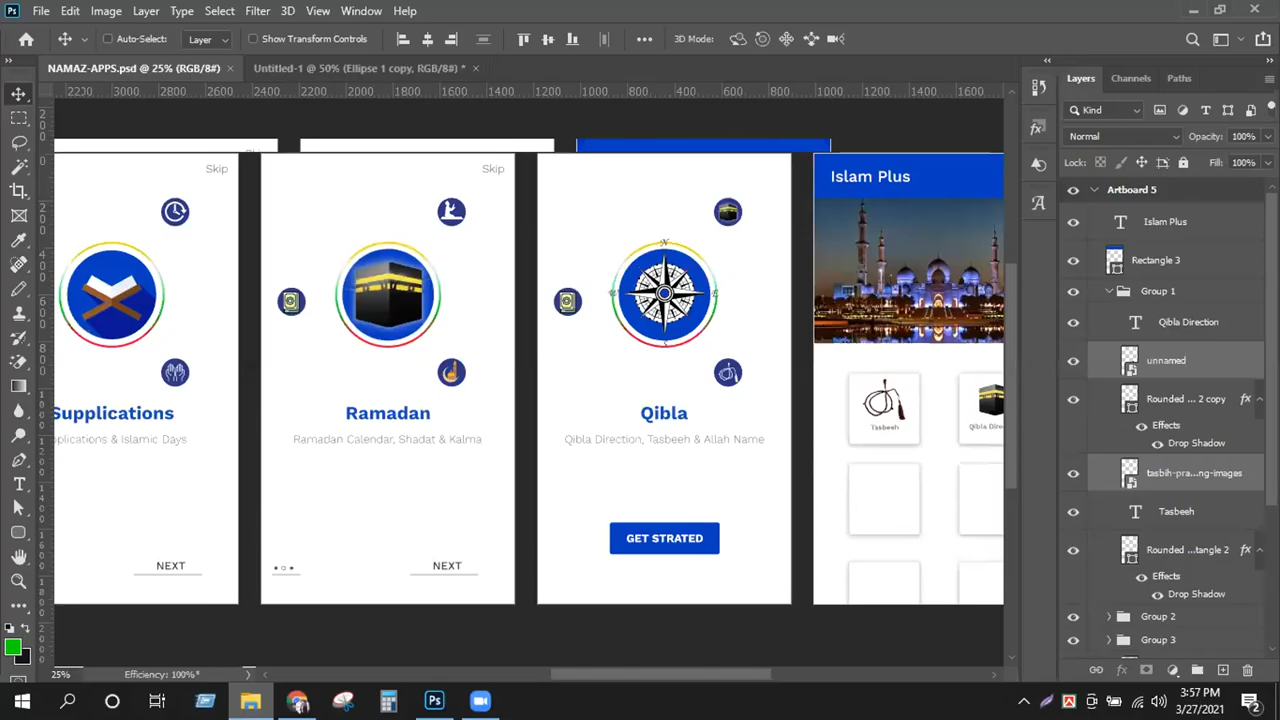 Ps File Edit Image Layer Type Select Filter 3D View Window Help
Auto-Select: Layer Show Transform Controls 3D Mode:
NAMAZ-APPS.psd @ 25% (RGB/8#) × Untitled-1 @ 50% (Ellipse 1 copy, RGB/8#) * ×
2200 3000 2800 2600 2400 2200 2000 1800 1600 1400 1200 1000 800 600 400 200 1000 1200 1400 1600
Layers Channels Paths
Kind
Normal Opacity: 100%
Lock: Fill: 100%
Skip
Skip
Islam Plus
Supplications
Ramadan
Qibla
plications & Islamic Days
Ramadan Calendar, Shadat & Kalma
Qibla Direction, Tasbeeh & Allah Name
Tasbeeh
Qibla Dire
GET STRATED
NEXT
NEXT
Artboard 5
Islam Plus
Rectangle 3
Group 1
Qibla Direction
unnamed
Rounded ... 2 copy fx
Effects
Drop Shadow
tasbih-pra...ng-images
Tasbeeh
Rounded ...tangle 2 fx
Effects
Drop Shadow
Group 2
Group 3
25% Efficiency: 100%*
3:57 PM
3/27/2021
2